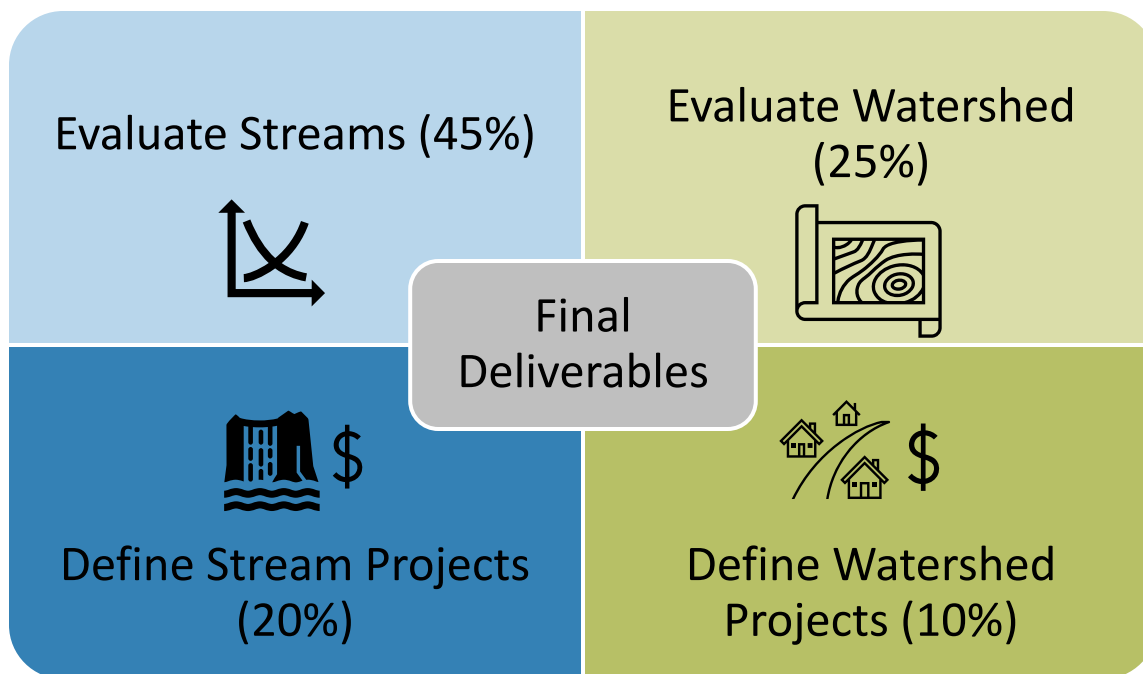 Evaluate Streams (45%)
Evaluate Watershed
(25%)
Final
Deliverables
$
$
Define Stream Projects
(20%)
Define Watershed
Projects (10%)